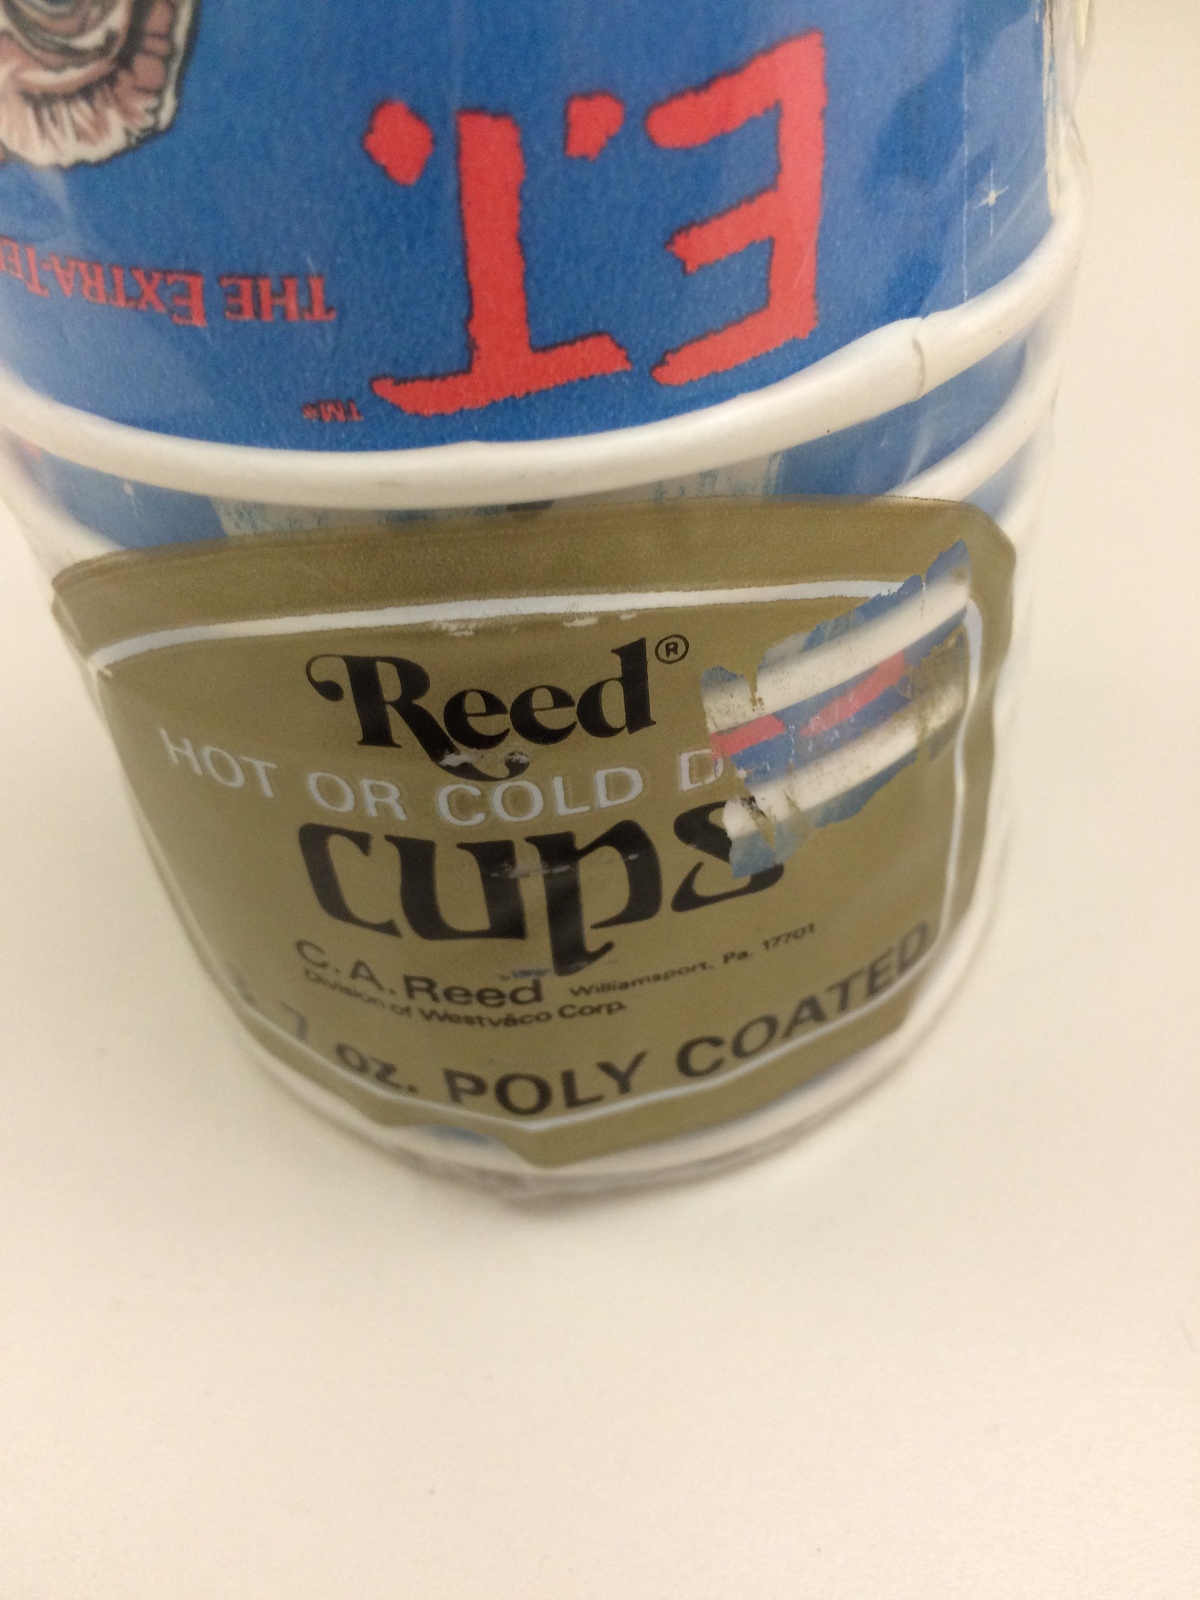 E.T.
THE EXTRA-TE
TM*
Reed®
HOT OR COLD D
cups
C.A. Reed Williamsport, Pa. 17701
Division of Westvaco Corp.
7 oz. POLY COATED